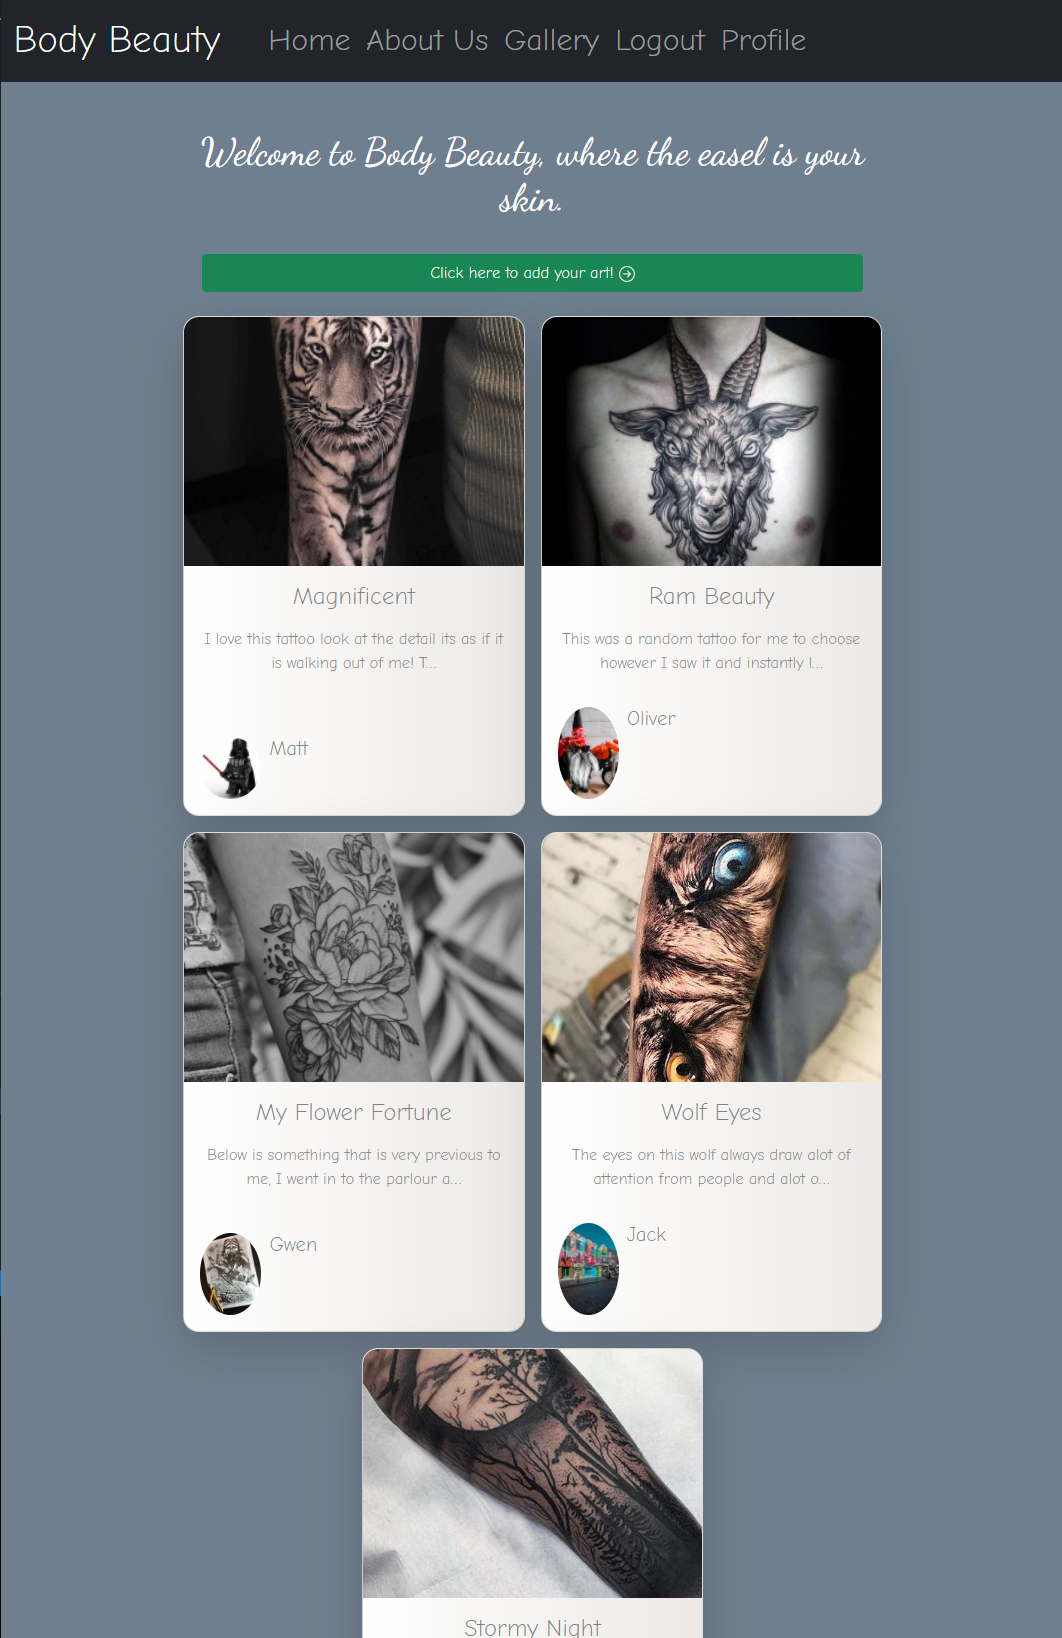 Body Beauty Home About Us Gallery Logout Profile
Welcome to Body Beauty, where the easel is your
skin.
Click here to add your art!
Magnificent
I love this tattoo look at the detail its as if it
is walking out of me! T...
Matt
Ram Beauty
This was a random tattoo for me to choose
however I saw it and instantly l...
Oliver
My Flower Fortune
Below is something that is very previous to
me, I went in to the parlour a...
Gwen
Wolf Eyes
The eyes on this wolf always draw alot of
attention from people and alot o...
Jack
Stormy Night